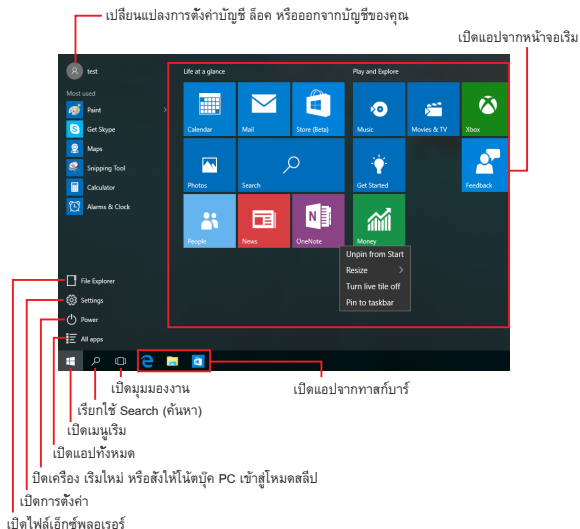 เปลี่ยนแปลงการตั้งค่าบัญชี ล็อค หรือออกจากบัญชีของคุณ
เปิดแอปจากหน้าจอเริ่ม
test
Life at a glance
Play and Explore
Most used
Paint
Get Skype
Maps
Snipping Tool
Calculator
Alarms & Clock
Calendar
Mail
Store (Beta)
Music
Movies & TV
Xbox
Photos
Search
Get Started
Feedback
People
News
OneNote
Money
Unpin from Start
Resize
Turn live tile off
Pin to taskbar
File Explorer
Settings
Power
All apps
เปิดมุมมองงาน
เปิดแอปจากทาสก์บาร์
เรียกใช้ Search (ค้นหา)
เปิดเมนูเริ่ม
เปิดแอปทั้งหมด
ปิดเครื่อง เริ่มใหม่ หรือสั่งให้โน้ตบุ๊ค PC เข้าสู่โหมดสลีป
เปิดการตั้งค่า
เปิดไฟล์เอ็กซ์พลอเรอร์